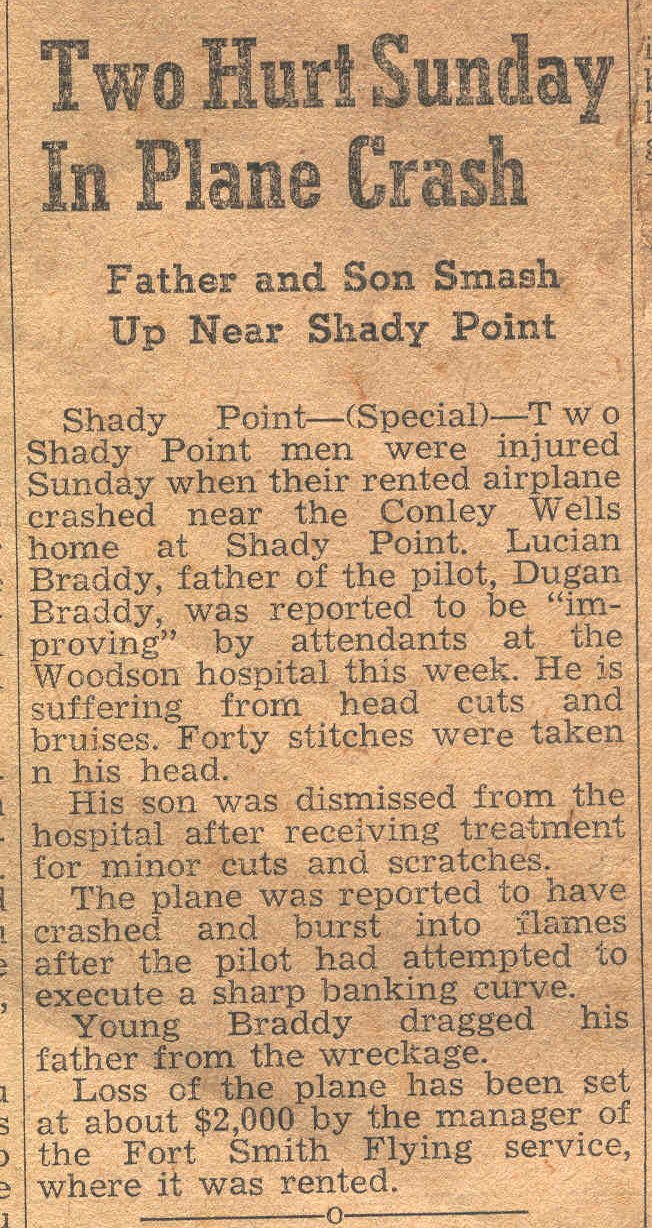 Two Hurt Sunday
In Plane Crash
Father and Son Smash
Up Near Shady Point
Shady Point—(Special)—T w o
Shady Point men were injured
Sunday when their rented airplane
crashed near the Conley Wells
home at Shady Point. Lucian
Braddy, father of the pilot, Dugan
Braddy, was reported to be “im-
proving” by attendants at the
Woodson hospital this week. He is
suffering from head cuts and
bruises. Forty stitches were taken
n his head.
His son was dismissed from the
hospital after receiving treatment
for minor cuts and scratches.
The plane was reported to have
crashed and burst into flames
after the pilot had attempted to
execute a sharp banking curve.
Young Braddy dragged his
father from the wreckage.
Loss of the plane has been set
at about $2,000 by the manager of
the Fort Smith Flying service,
where it was rented.